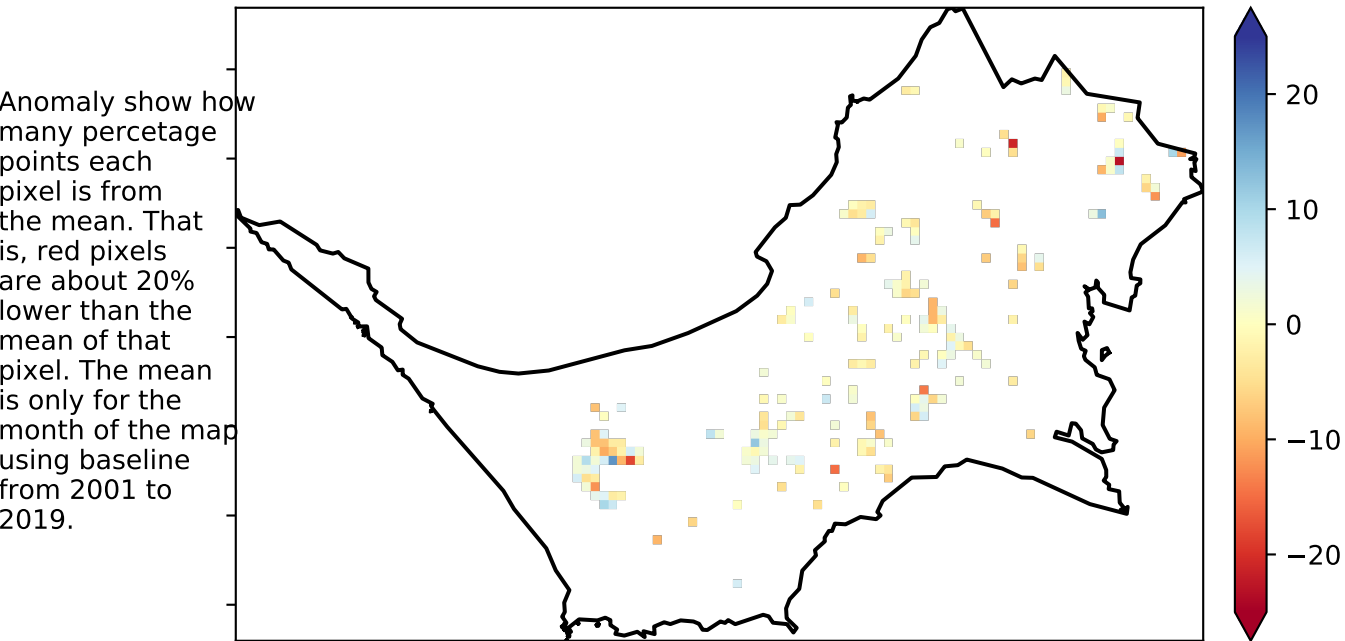 Anomaly show how
many percetage
points each
pixel is from
the mean. That
is, red pixels
are about 20%
lower than the
mean of that
pixel. The mean
is only for the
month of the map
using baseline
from 2001 to
2019.
20
10
0
−10
−20